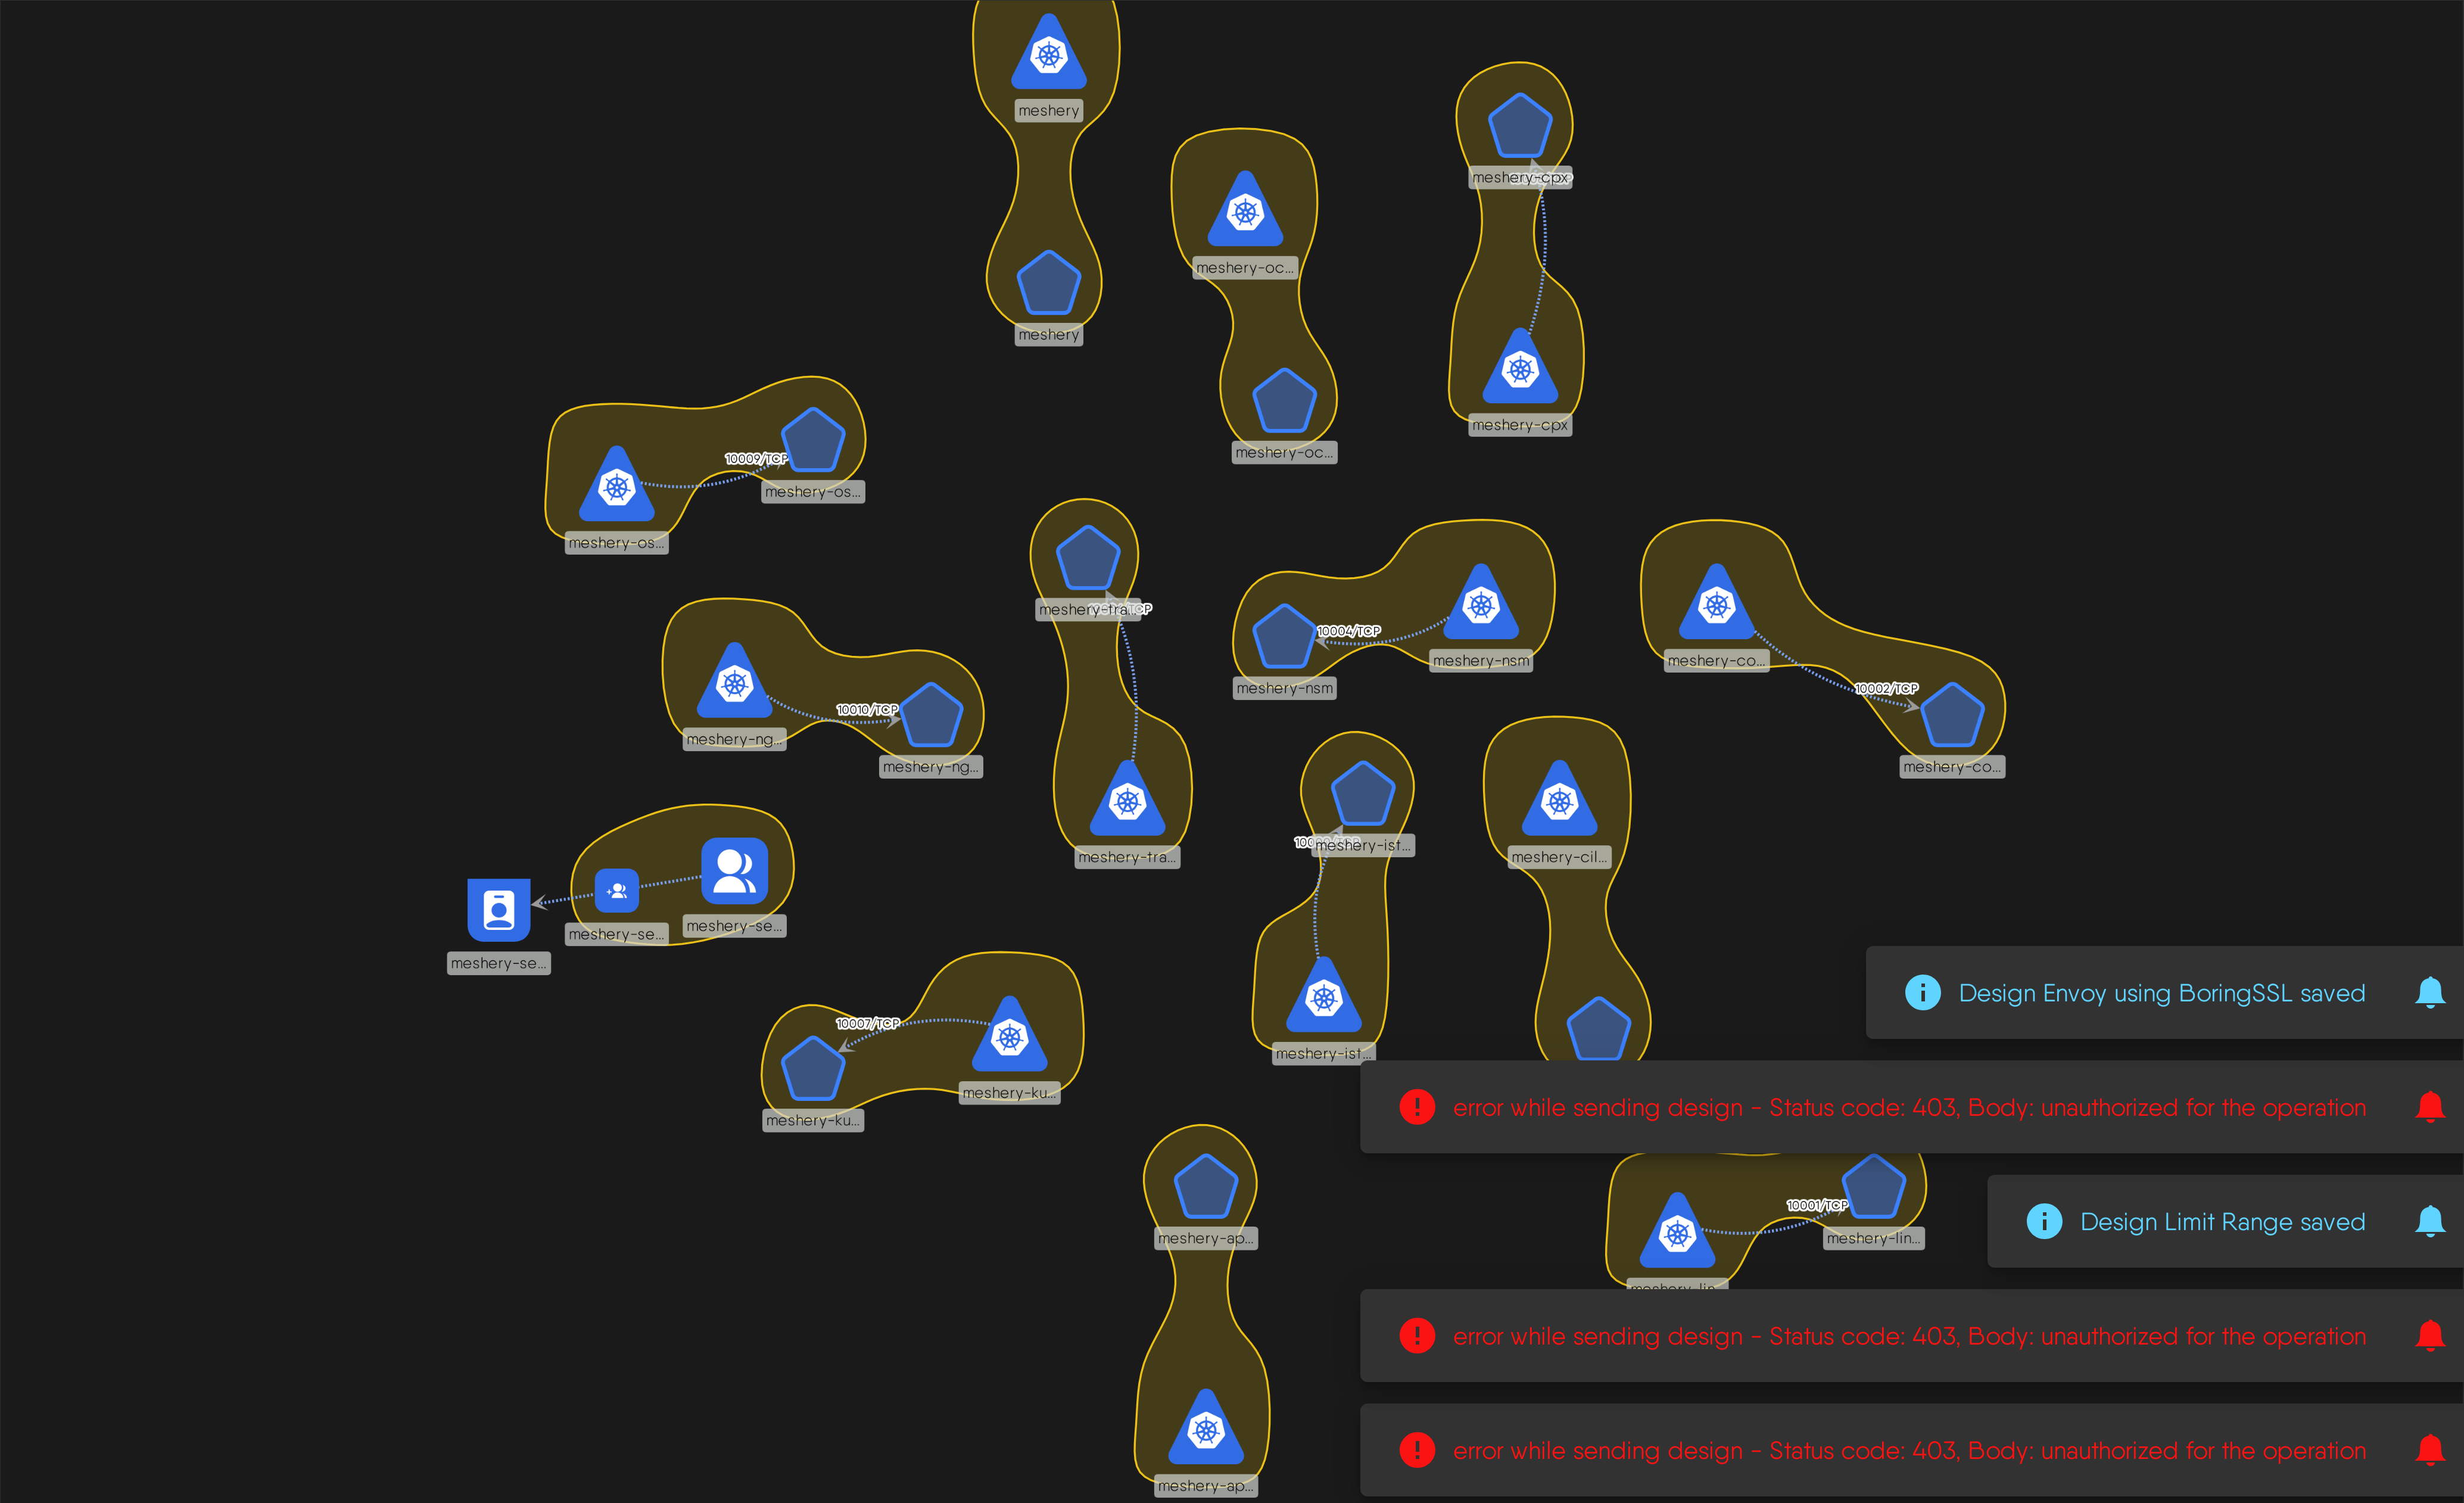 meshery
meshery-cpx
meshery-oc...
meshery
meshery-cpx
meshery-oc...
10009/TCP
meshery-os...
meshery-os...
meshery-tra...
10004/TCP
meshery-nsm
meshery-co...
meshery-nsm
10002/TCP
10010/TCP
meshery-ng...
meshery-ng...
meshery-co...
meshery-ist...
meshery-tra...
meshery-cil...
meshery-se...
meshery-se...
meshery-se...
Design Envoy using BoringSSL saved
10007/TCP
meshery-ist...
meshery-ku...
error while sending design - Status code: 403, Body: unauthorized for the operation
meshery-ku...
10001/TCP
Design Limit Range saved
meshery-ap...
meshery-lin...
meshery-lin...
error while sending design - Status code: 403, Body: unauthorized for the operation
error while sending design - Status code: 403, Body: unauthorized for the operation
meshery-ap...